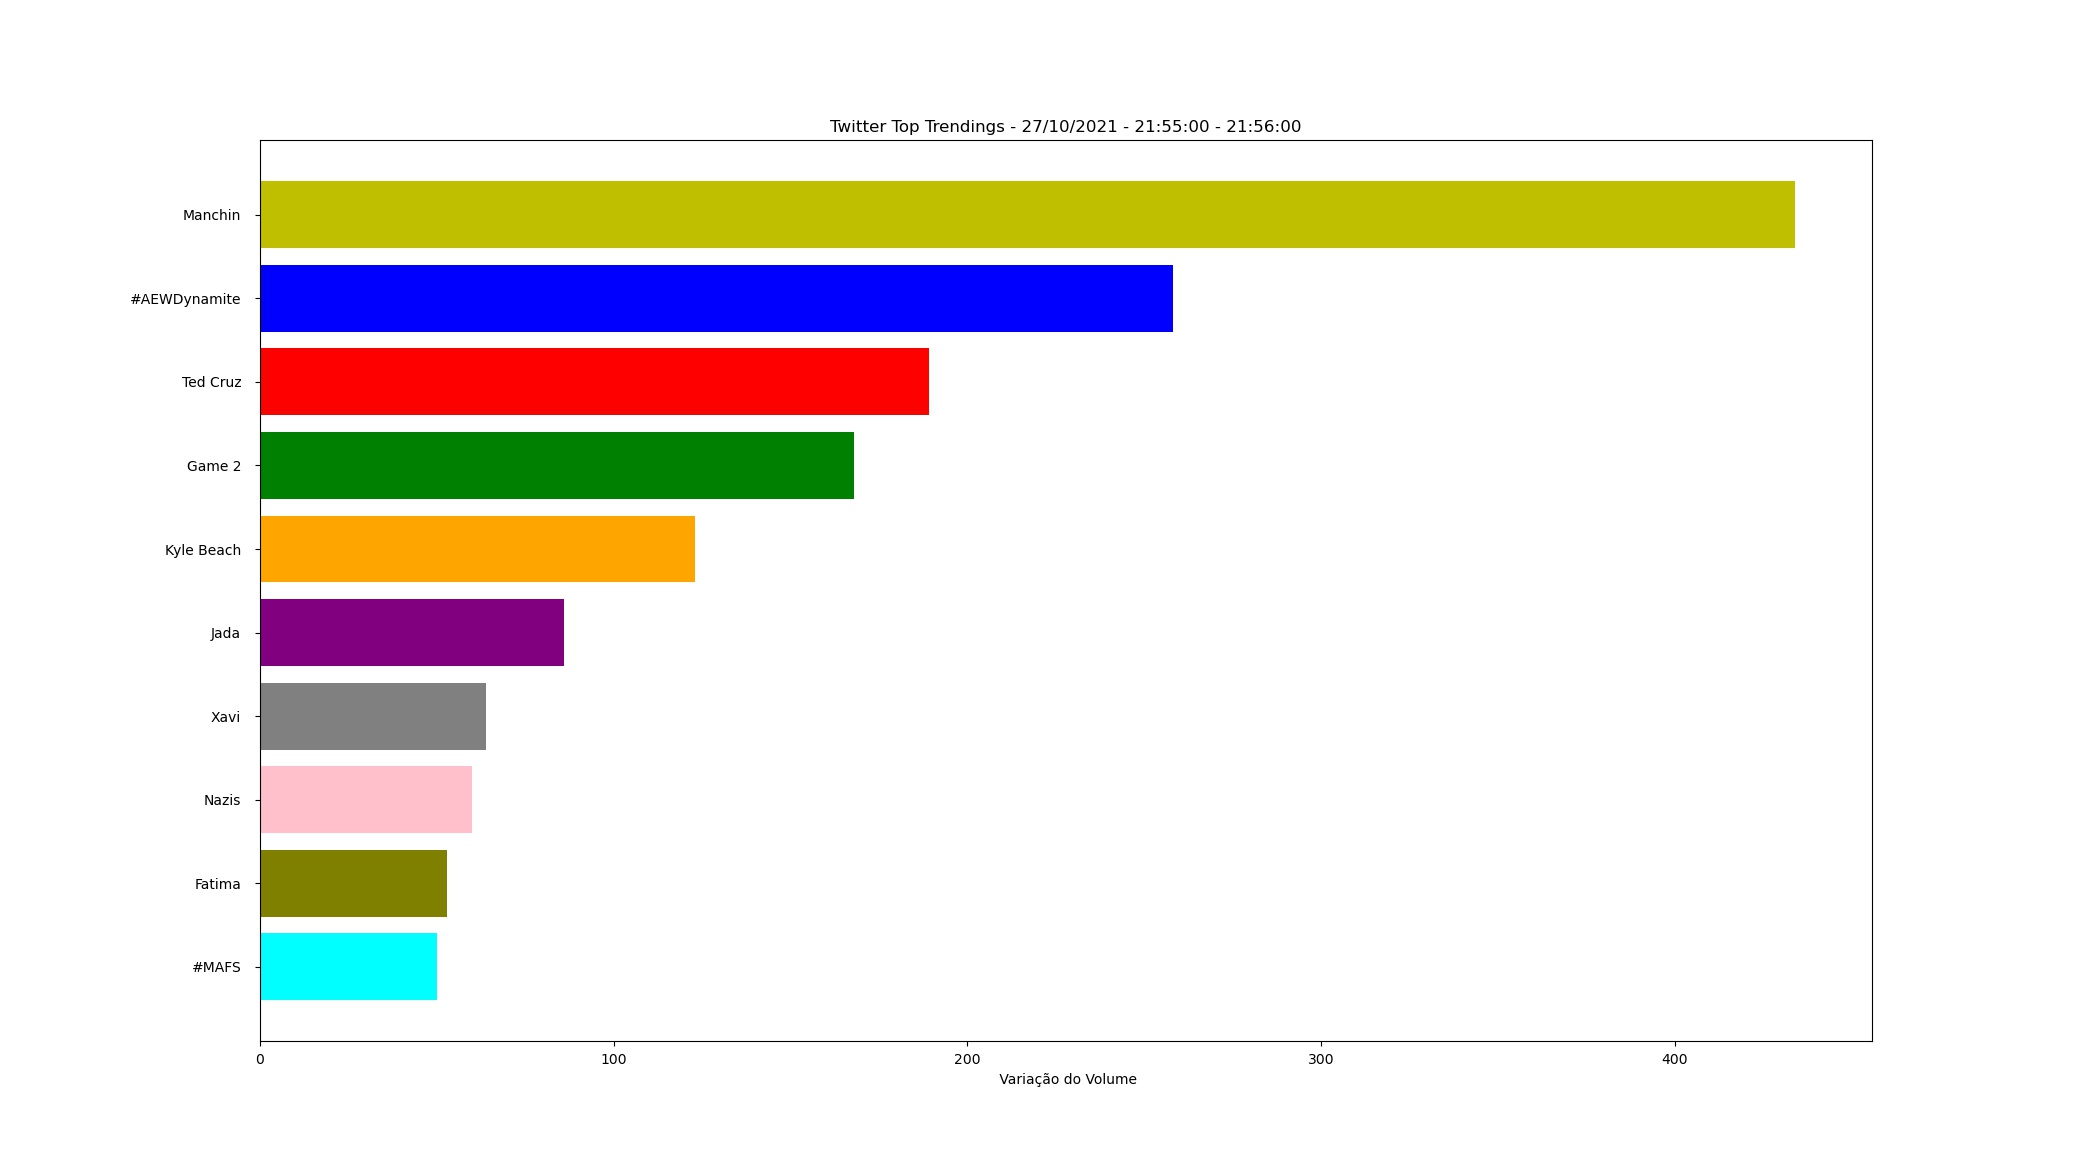 Twitter Top Trendings - 27/10/2021 - 21:55:00 - 21:56:00
Manchin
#AEWDynamite
Ted Cruz
Game 2
Kyle Beach
Jada
Xavi
Nazis
Fatima
#MAFS
0 100 200 300 400
Variação do Volume